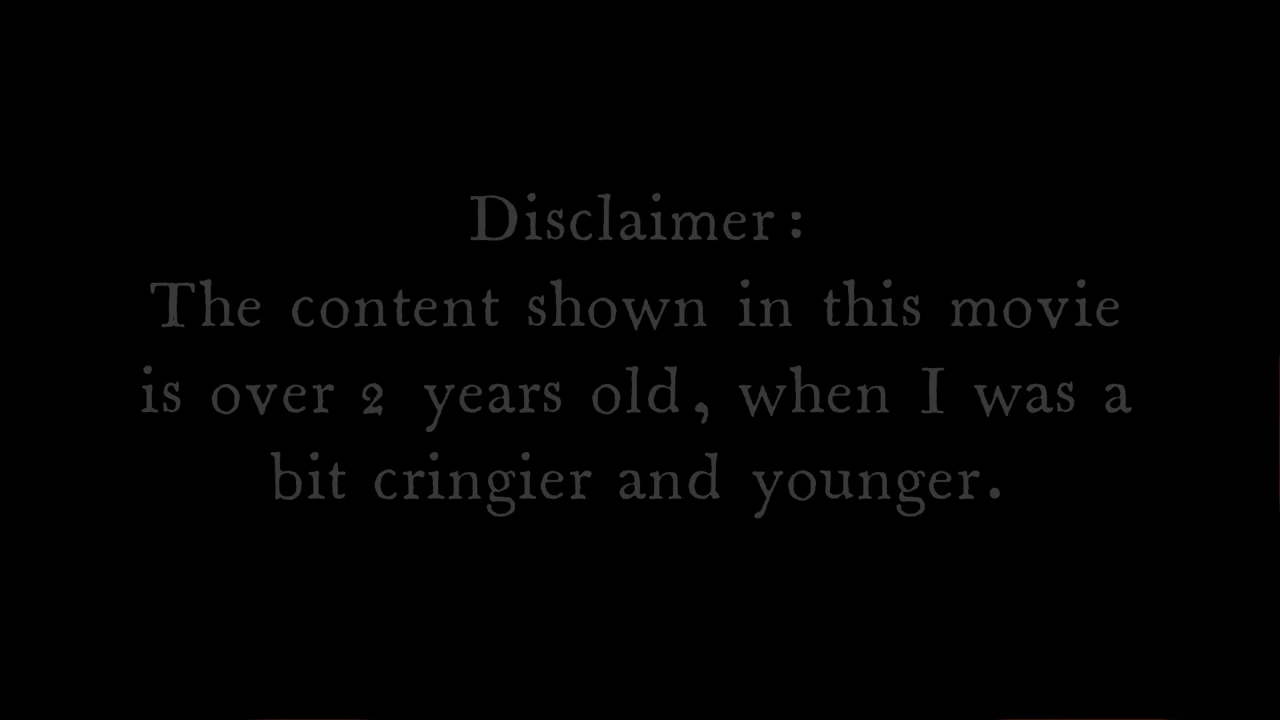 Disclaimer:
The content shown in this movie
is over 2 years old, when I was a
bit cringier and younger.